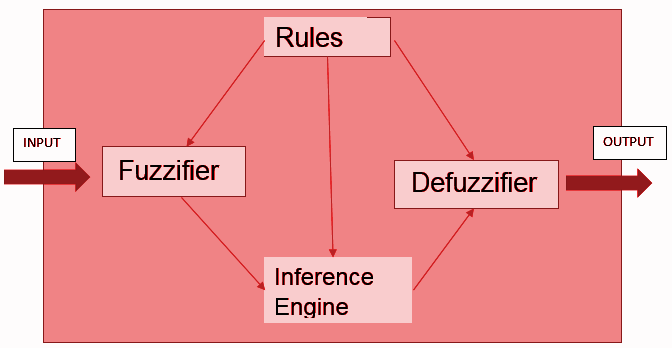 Rules
INPUT
OUTPUT
Fuzzifier
Defuzzifier
Inference
Engine